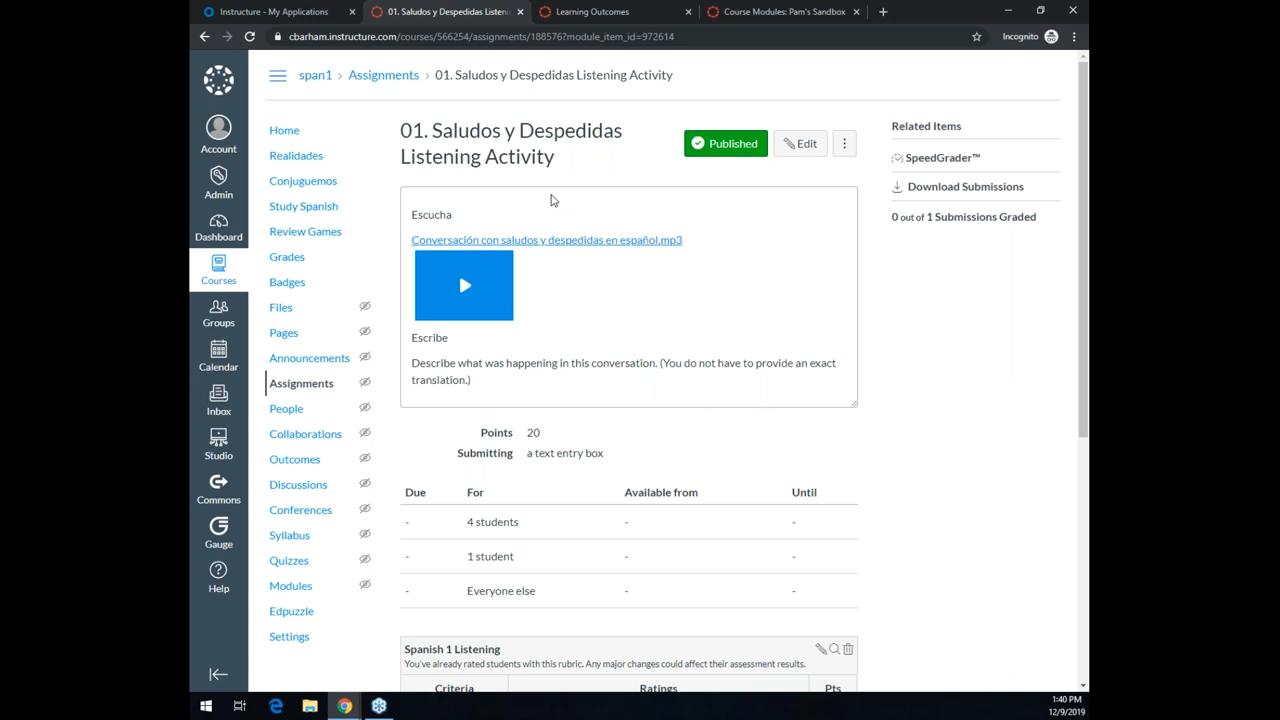 Instructure - My Applications
01. Saludos y Despedidas Listeni
Learning Outcomes
Course Modules: Pam's Sandbox
cbarham.instructure.com/courses/566254/assignments/188576?module_item_id=972614
Incognito
span1 › Assignments › 01. Saludos y Despedidas Listening Activity
Account
Admin
Dashboard
Courses
Groups
Calendar
Inbox
Studio
Commons
Gauge
Help
Home
Realidades
Conjuguemos
Study Spanish
Review Games
Grades
Badges
Files
Pages
Announcements
Assignments
People
Collaborations
Outcomes
Discussions
Conferences
Syllabus
Quizzes
Modules
Edpuzzle
Settings
01. Saludos y Despedidas
Listening Activity
Published
Edit
Escucha
Conversación con saludos y despedidas en español.mp3
Escribe
Describe what was happening in this conversation. (You do not have to provide an exact
translation.)
Points 20
Submitting a text entry box
Due For Available from Until
- 4 students - -
- 1 student - -
- Everyone else - -
Spanish 1 Listening
You've already rated students with this rubric. Any major changes could affect their assessment results.
Criteria Ratings Pts
Related Items
SpeedGrader™
Download Submissions
0 out of 1 Submissions Graded
1:40 PM
12/9/2019